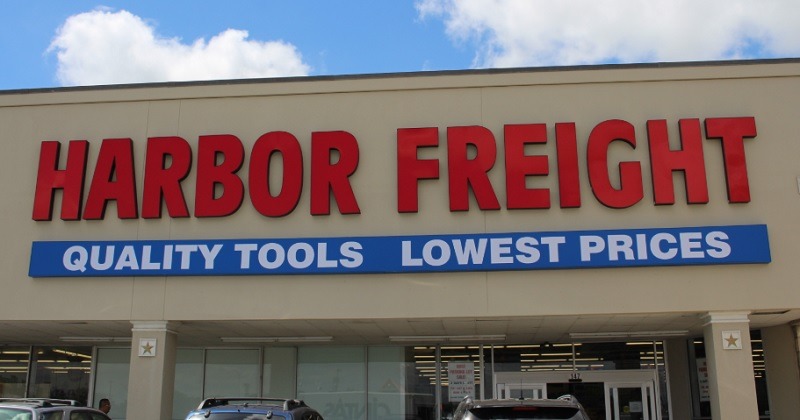 HARBOR FREIGHT
QUALITY TOOLS LOWEST PRICES